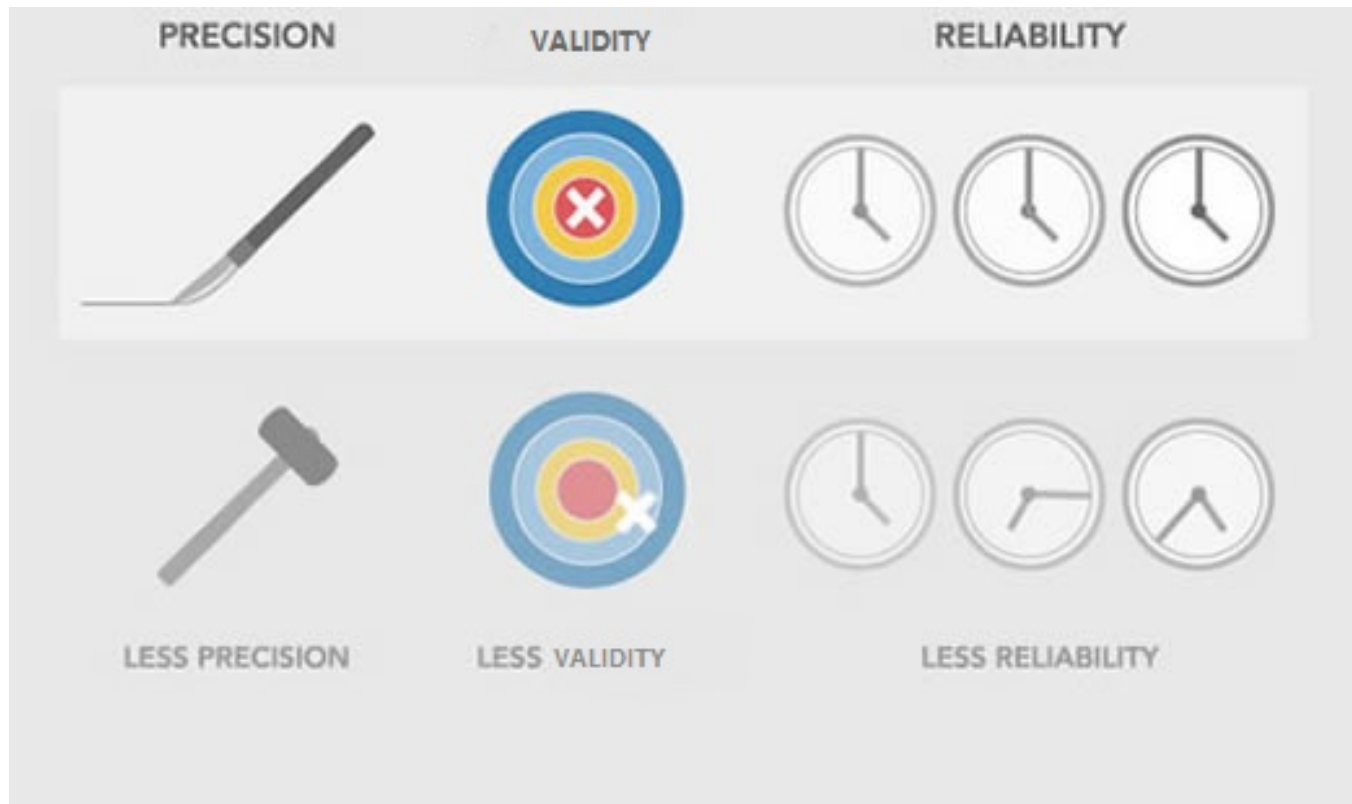 PRECISION
VALIDITY
RELIABILITY
LESS PRECISION
LESS VALIDITY
LESS RELIABILITY